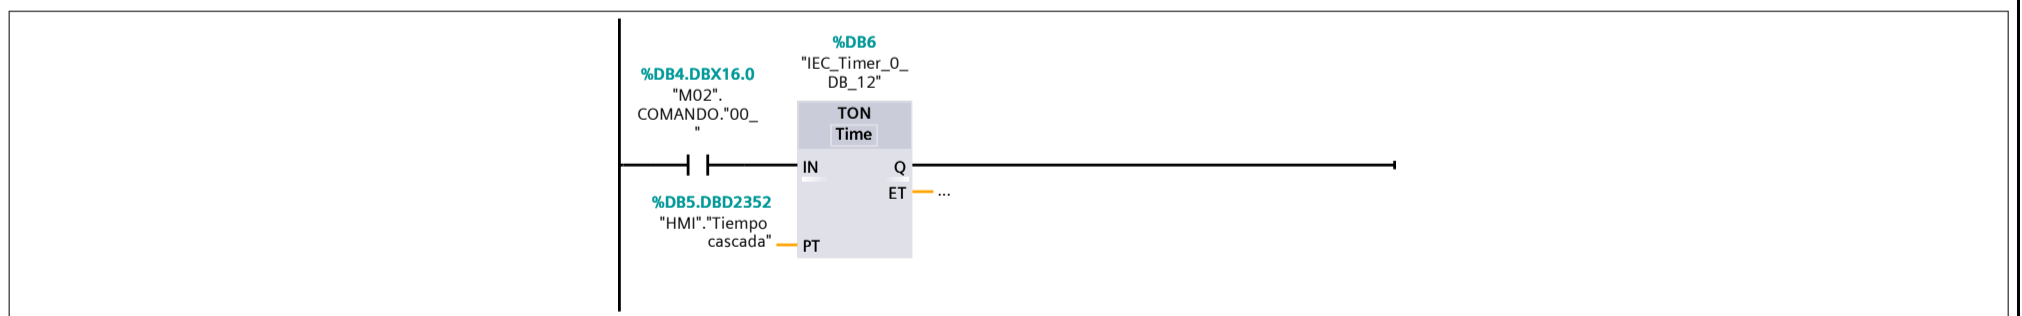 %DB6
"IEC_Timer_0_
DB_12"
%DB4.DBX16.0
"M02".
COMANDO."00_
"
TON
Time
IN
Q
ET
...
%DB5.DBD2352
"HMI"."Tiempo
cascada"
PT